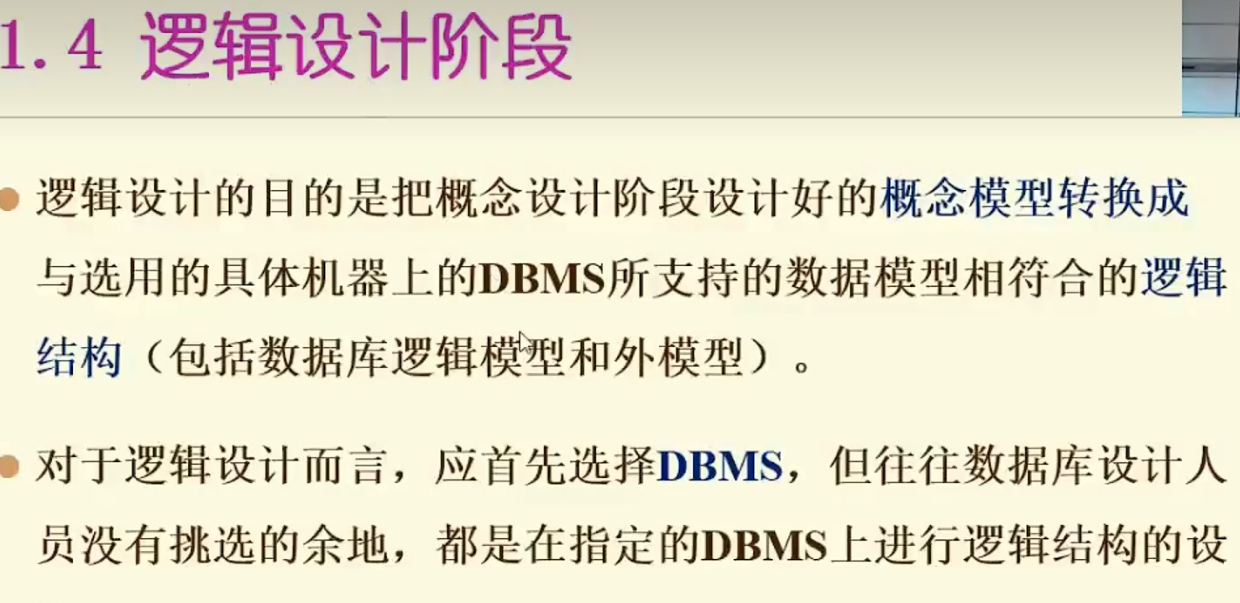 1.4 逻辑设计阶段
逻辑设计的目的是把概念设计阶段设计好的概念模型转换成
与选用的具体机器上的DBMS所支持的数据模型相符合的逻辑
结构（包括数据库逻辑模型和外模型）。
对于逻辑设计而言，应首先选择DBMS，但往往数据库设计人
员没有挑选的余地，都是在指定的DBMS上进行逻辑结构的设